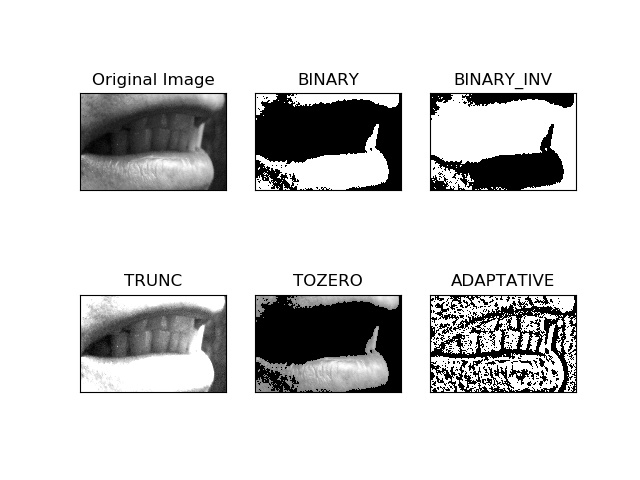 Original Image
BINARY
BINARY_INV
TRUNC
TOZERO
ADAPTATIVE